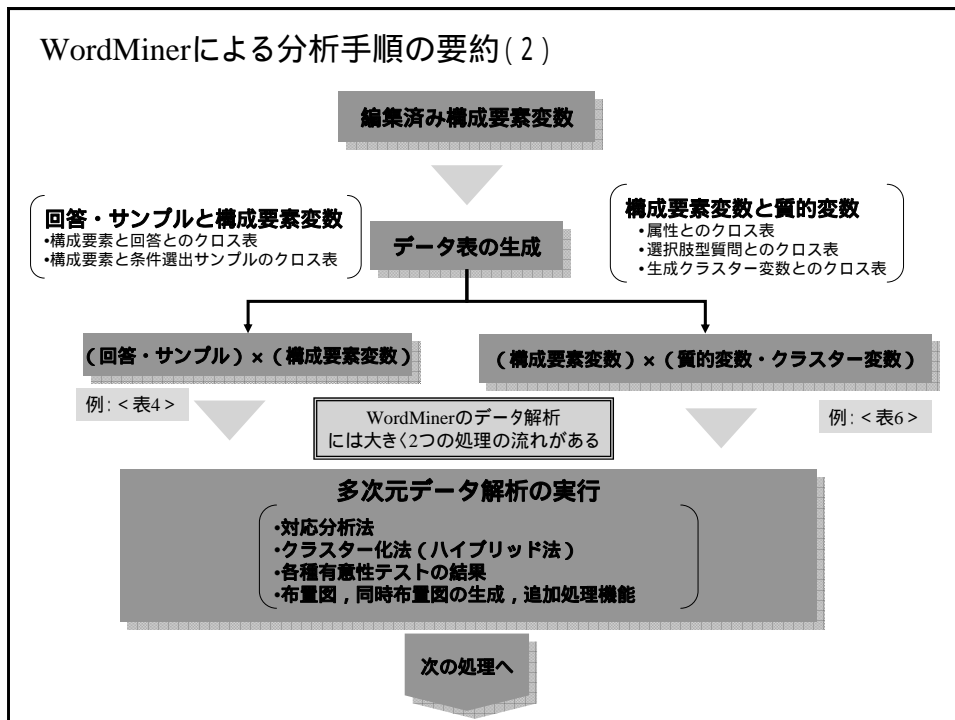 WordMinerによる分析手順の要約(2)
編集済み構成要素変数
回答・サンプルと構成要素変数
•構成要素と回答とのクロス表
•構成要素と条件選出サンプルのクロス表
データ表の生成
構成要素変数と質的変数
•属性とのクロス表
•選択肢型質問とのクロス表
•生成クラスター変数とのクロス表
(回答・サンプル)×(構成要素変数)
(構成要素変数)×(質的変数・クラスター変数)
例:<表4>
WordMinerのデータ解析
には大きく2つの処理の流れがある
例:<表6>
多次元データ解析の実行
•対応分析法
•クラスター化法(ハイブリッド法)
•各種有意性テストの結果
•布置図,同時布置図の生成,追加処理機能
次の処理へ